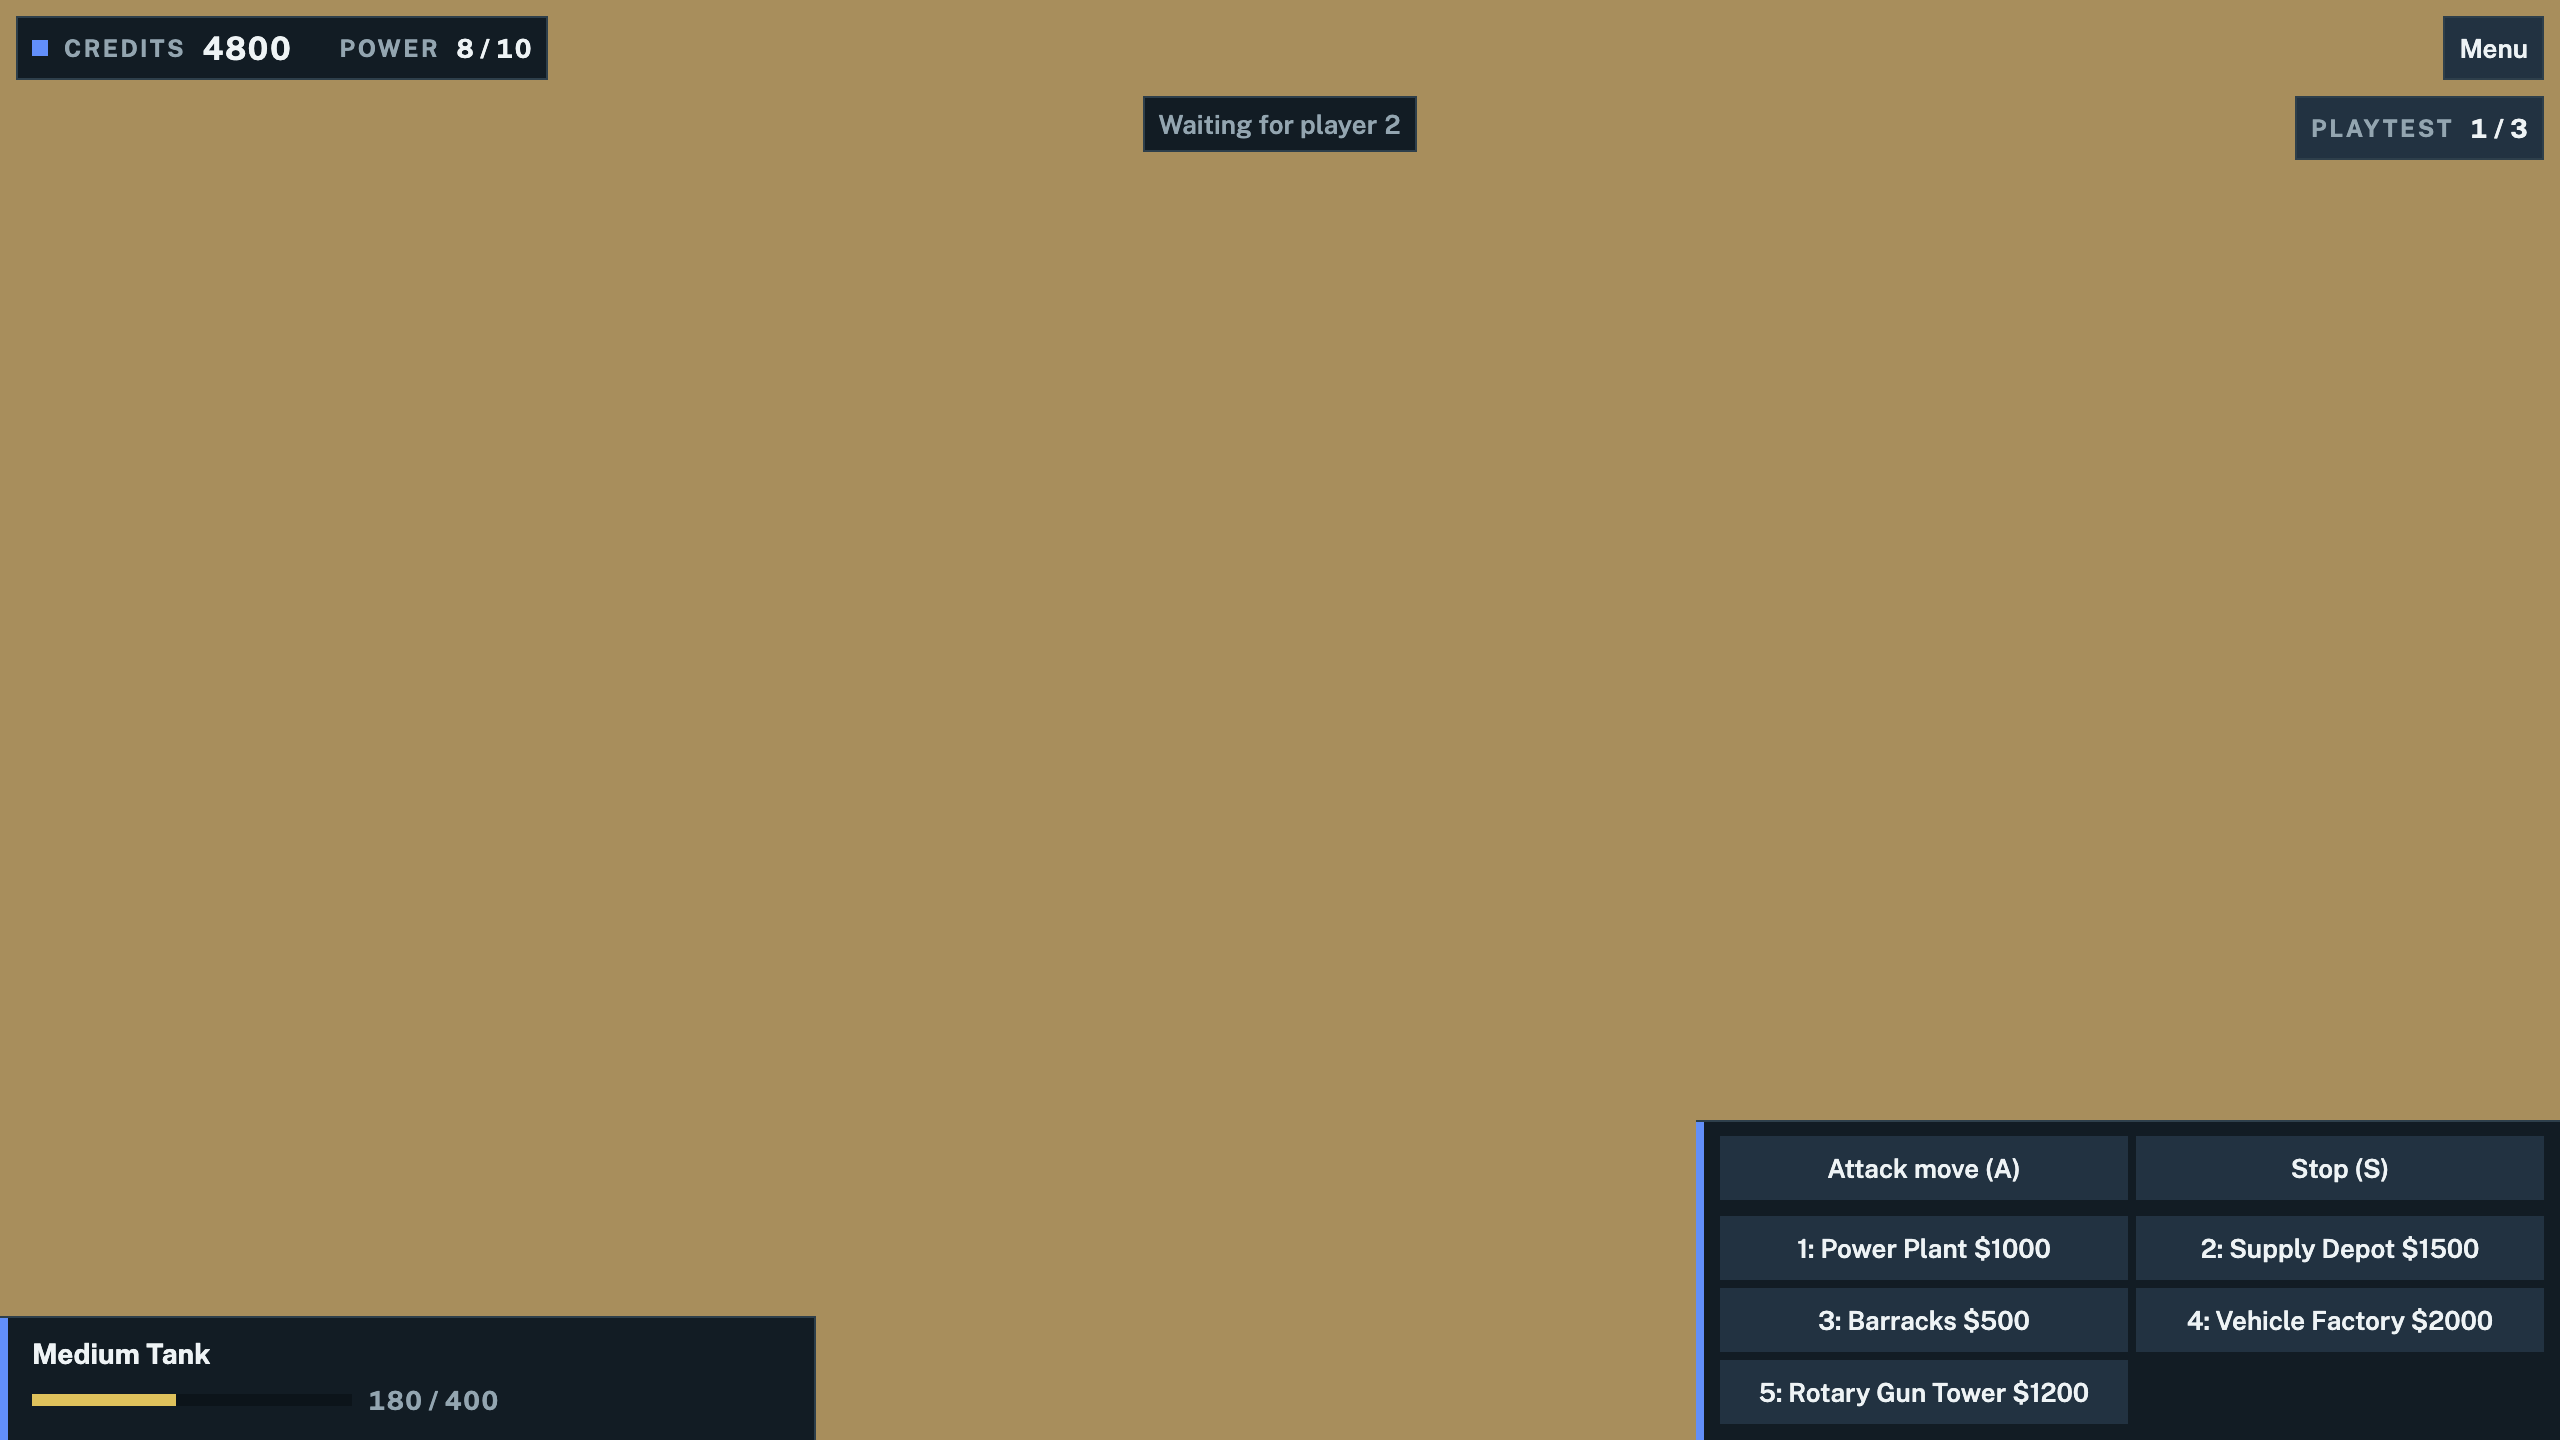 CREDITS 4800 POWER 8 / 10
Menu
Waiting for player 2
PLAYTEST 1 / 3
Attack move (A)
Stop (S)
1: Power Plant $1000
2: Supply Depot $1500
3: Barracks $500
4: Vehicle Factory $2000
5: Rotary Gun Tower $1200
Medium Tank
180 / 400